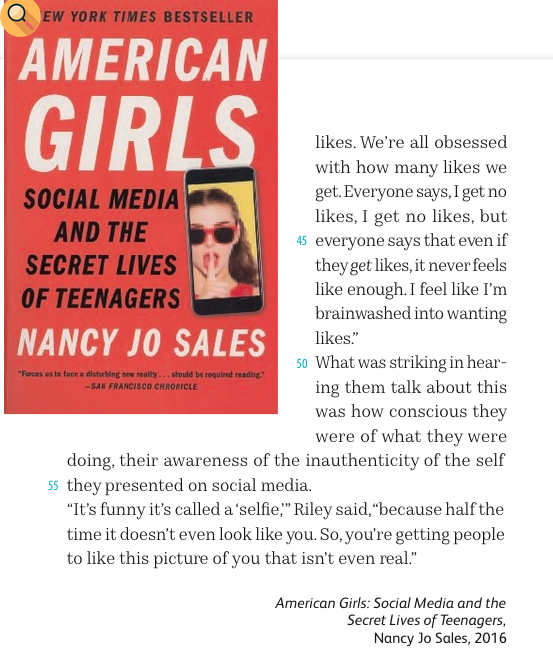 EW YORK TIMES BESTSELLER
AMERICAN
GIRLS
SOCIAL MEDIA
AND THE
SECRET LIVES
OF TEENAGERS
NANCY JO SALES
"Forces us to face a disturbing new reality . . . should be required reading."
—SAN FRANCISCO CHRONICLE
likes. We're all obsessed
with how many likes we
get. Everyone says, I get no
likes, I get no likes, but
45 everyone says that even if
they get likes, it never feels
like enough. I feel like I'm
brainwashed into wanting
likes."
50 What was striking in hear-
ing them talk about this
was how conscious they
were of what they were
doing, their awareness of the inauthenticity of the self
55 they presented on social media.
"It's funny it's called a 'selfie,'" Riley said, "because half the
time it doesn't even look like you. So, you're getting people
to like this picture of you that isn't even real."
American Girls: Social Media and the
Secret Lives of Teenagers,
Nancy Jo Sales, 2016